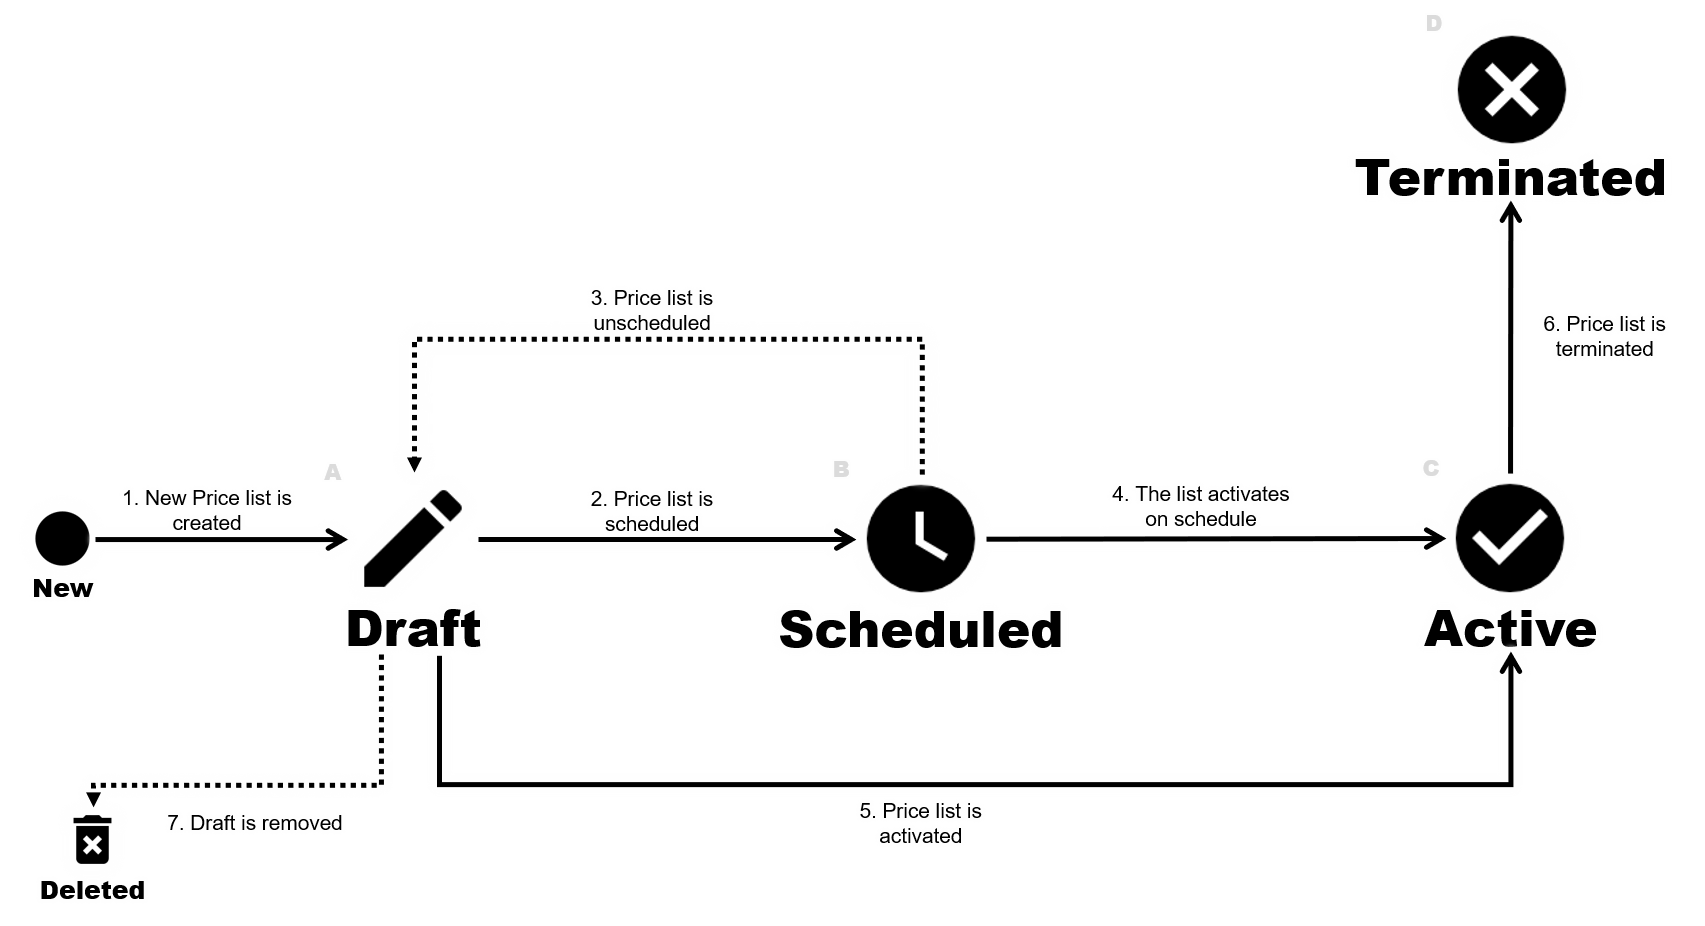 D
Terminated
3. Price list is
unscheduled
6. Price list is
terminated
A
B
C
1. New Price list is
created
2. Price list is
scheduled
4. The list activates
on schedule
New
Draft
Scheduled
Active
7. Draft is removed
5. Price list is
activated
Deleted